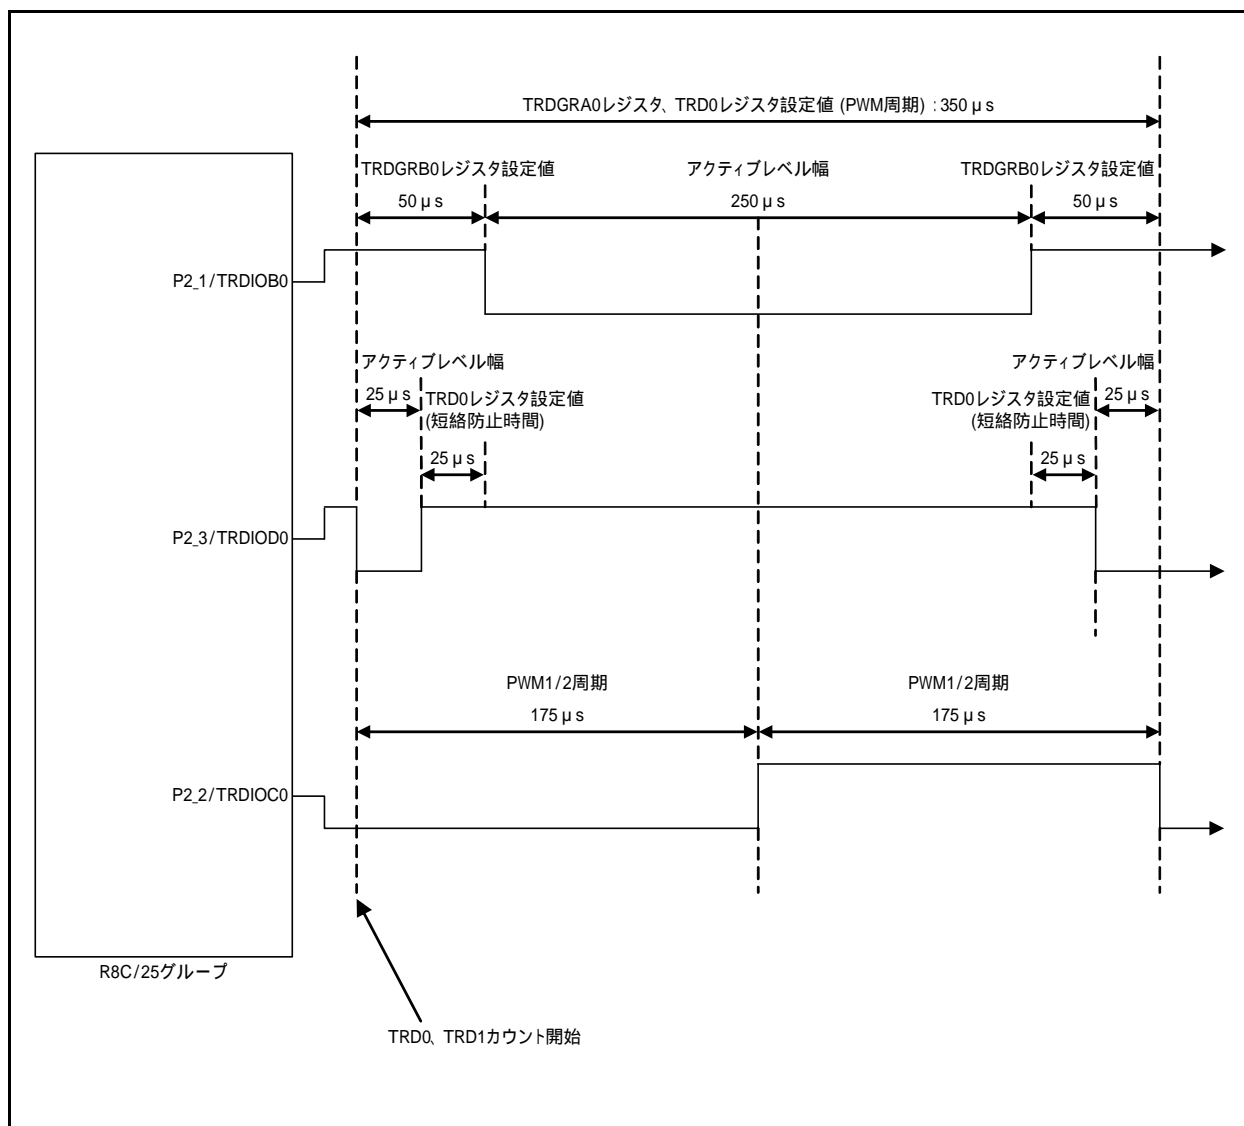 TRDGRA0レジスタ、TRD0レジスタ設定値 (PWM周期) : 350 μ s
TRDGRB0レジスタ設定値
アクティブレベル幅
TRDGRB0レジスタ設定値
50 μ s
250 μ s
50 μ s
P2_1/TRDIOB0
アクティブレベル幅
アクティブレベル幅
25 μ s
TRD0レジスタ設定値
(短絡防止時間)
TRD0レジスタ設定値
(短絡防止時間)
25 μ s
25 μ s
25 μ s
P2_3/TRDIOD0
PWM1/2周期
PWM1/2周期
175 μ s
175 μ s
P2_2/TRDIOC0
R8C/25グループ
TRD0、TRD1カウント開始